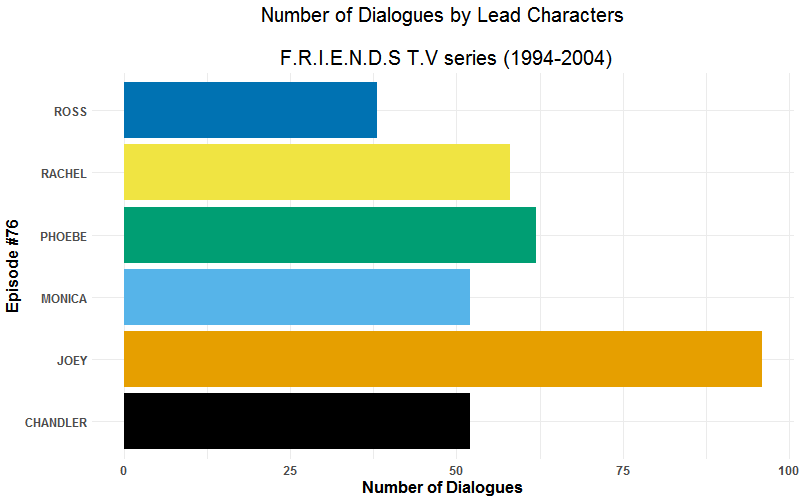 Number of Dialogues by Lead Characters
F.R.I.E.N.D.S T.V series (1994-2004)
Episode #76
ROSS
RACHEL
PHOEBE
MONICA
JOEY
CHANDLER
0 25 50 75 100
Number of Dialogues